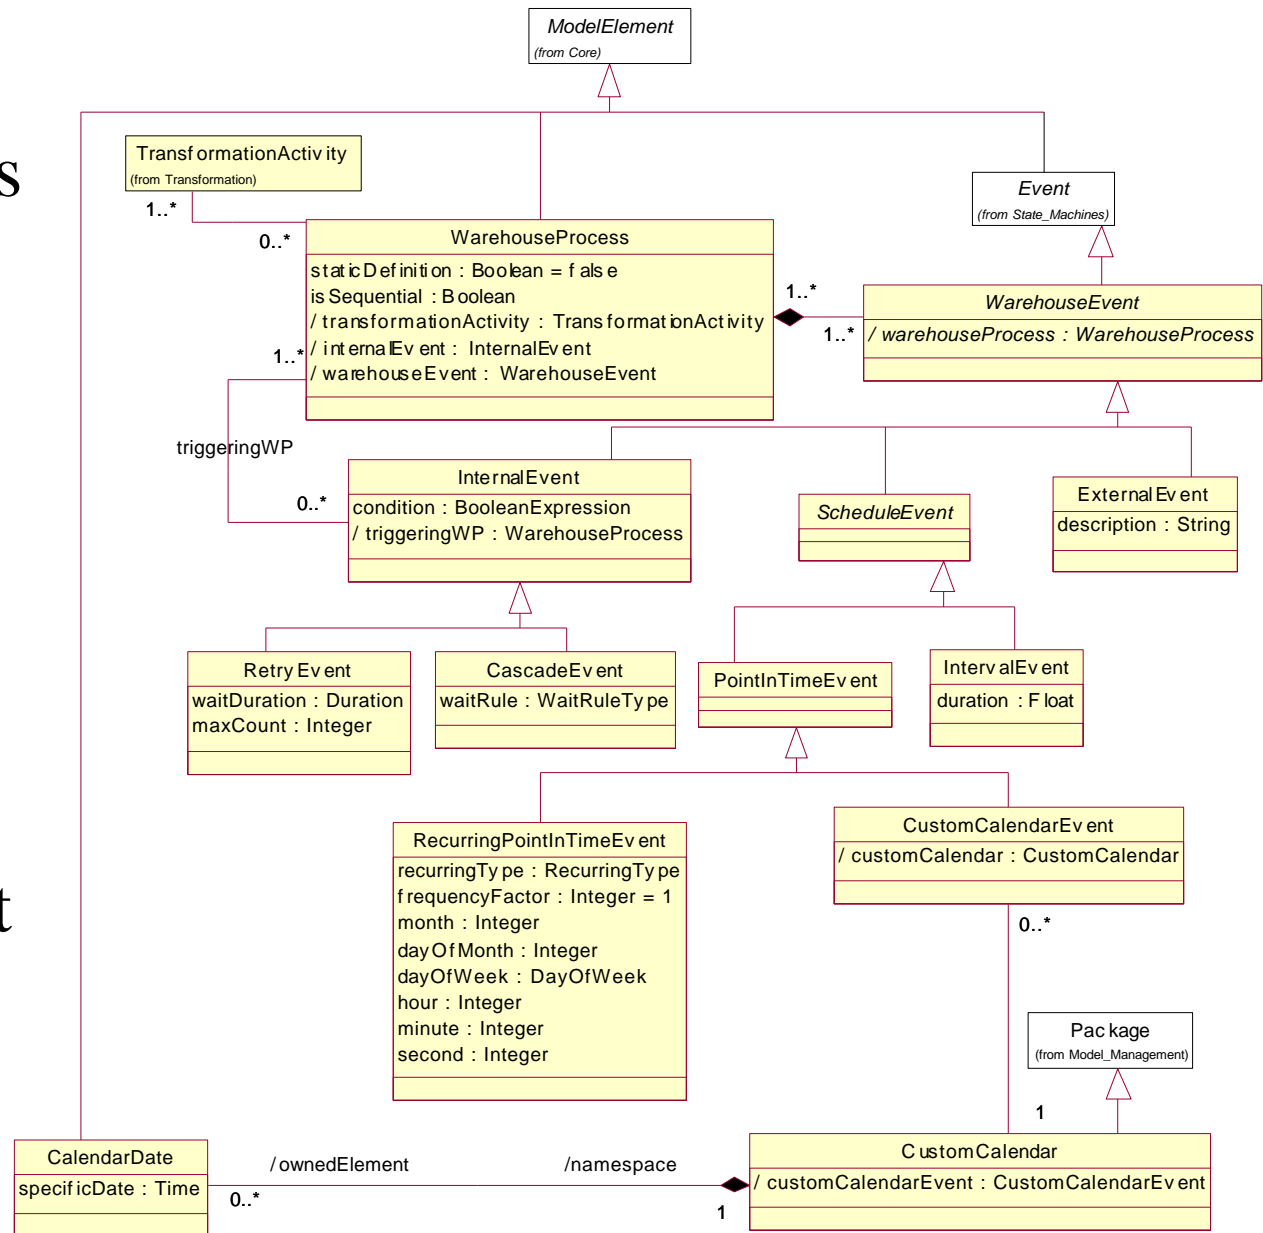 ModelElement
(from Core)
s
TransformationActivity
(from Transformation)
1..*
0..*
Event
(from State_Machines)
WarehouseProcess
staticDefinition : Boolean = false
isSequential : Boolean
/ transformationActivity : TransformationActivity
/ internalEvent : InternalEvent
/ warehouseEvent : WarehouseEvent
1..*
1..*
1..*
WarehouseEvent
/ warehouseProcess : WarehouseProcess
triggeringWP
0..*
InternalEvent
condition : BooleanExpression
/ triggeringWP : WarehouseProcess
ScheduleEvent
ExternalEvent
description : String
RetryEvent
waitDuration : Duration
maxCount : Integer
CascadeEvent
waitRule : WaitRuleType
PointInTimeEvent
IntervalEvent
duration : Float
RecurringPointInTimeEvent
recurringType : RecurringType
frequencyFactor : Integer = 1
month : Integer
dayOfMonth : Integer
dayOfWeek : DayOfWeek
hour : Integer
minute : Integer
second : Integer
CustomCalendarEvent
/ customCalendar : CustomCalendar
t
0..*
Package
(from Model_Management)
1
CalendarDate
specificDate : Time
/ownedElement
0..*
/namespace
1
CustomCalendar
/ customCalendarEvent : CustomCalendarEvent